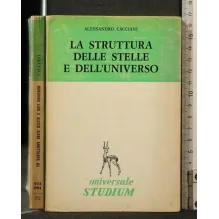 ALESSANDRO CACCIANI
LA STRUTTURA
DELLE STELLE
E DELL'UNIVERSO
universale
STUDIUM